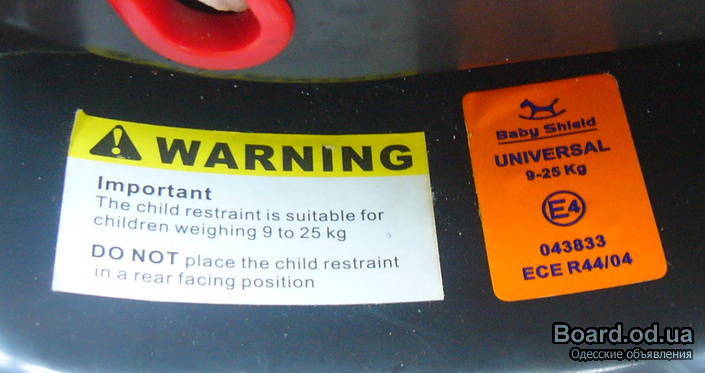 WARNING
Important
The child restraint is suitable for
children weighing 9 to 25 kg
DO NOT place the child restraint
in a rear facing position
Baby Shield
UNIVERSAL
9-25 Kg
E4
043833
ECE R44/04
Board.od.ua
Одесские объявления